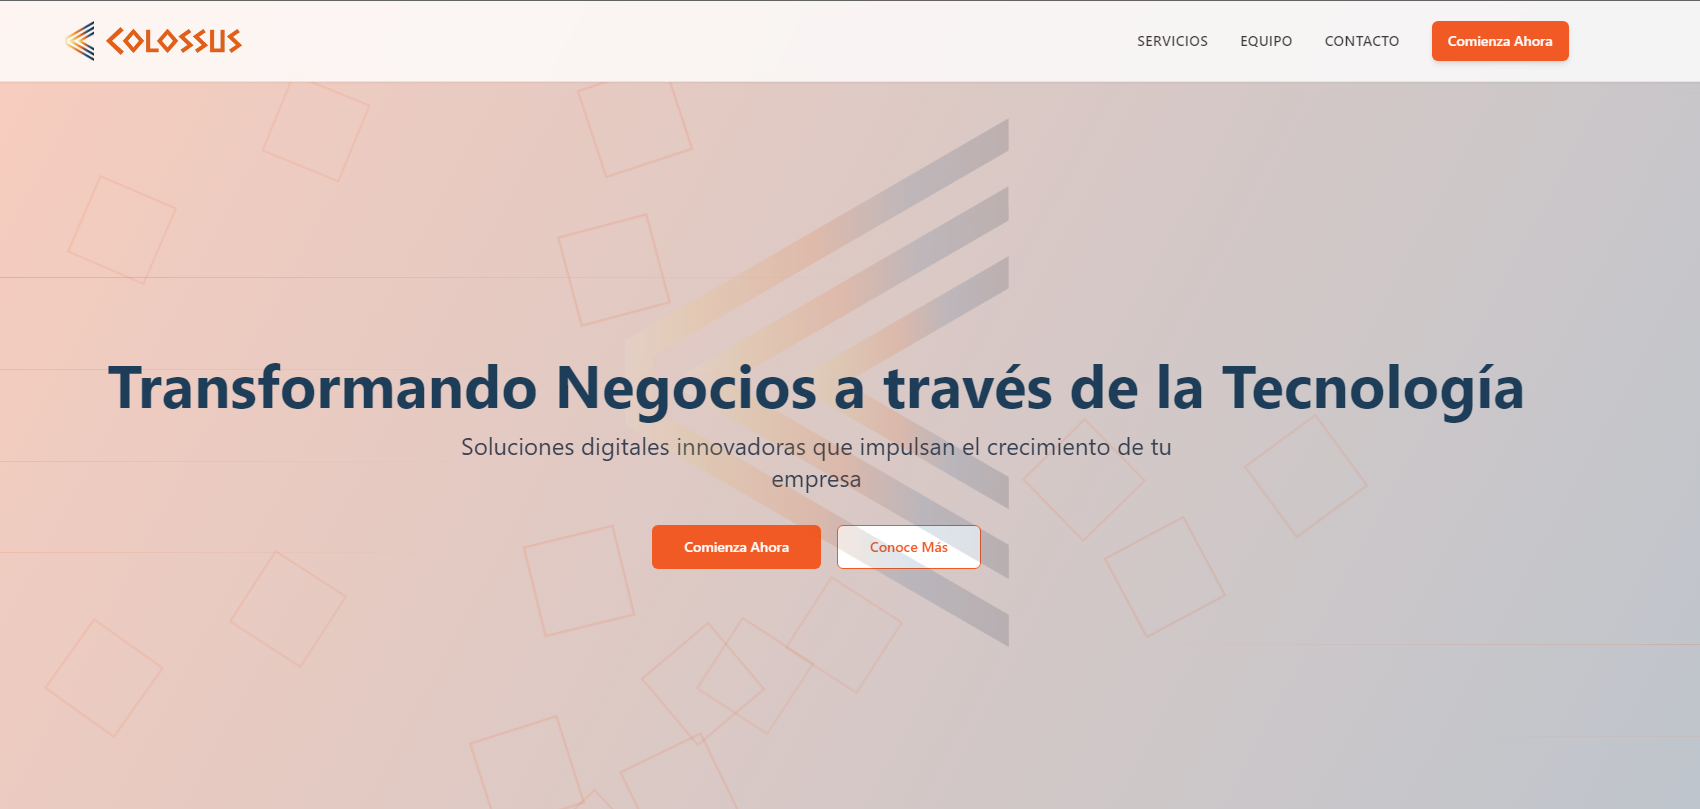 COLOSSUS
SERVICIOS EQUIPO CONTACTO Comienza Ahora
Transformando Negocios a través de la Tecnología
Soluciones digitales innovadoras que impulsan el crecimiento de tu
empresa
Comienza Ahora Conoce Más